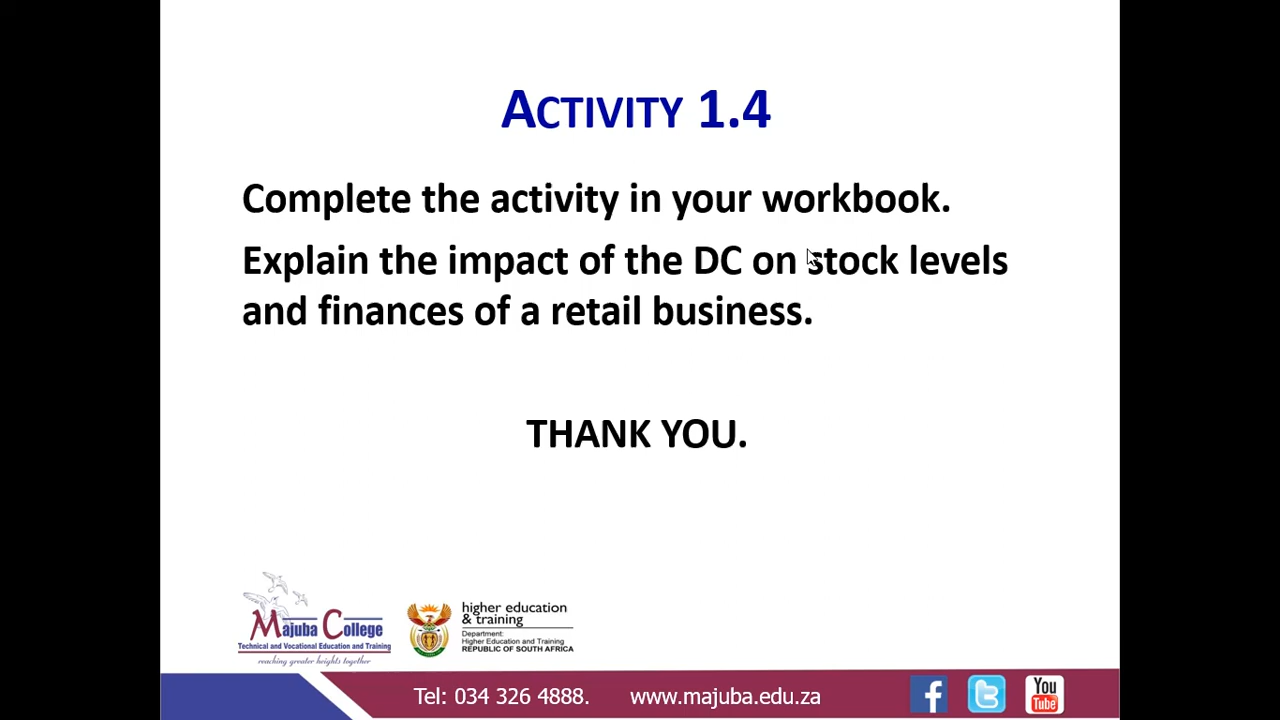 ACTIVITY 1.4
Complete the activity in your workbook.
Explain the impact of the DC on stock levels
and finances of a retail business.
THANK YOU.
MAJUBA COLLEGE
Technical and Vocational Education and Training
reaching greater heights together
higher education
& training
Department:
Higher Education and Training
REPUBLIC OF SOUTH AFRICA
Tel: 034 326 4888. www.majuba.edu.za
You
Tube